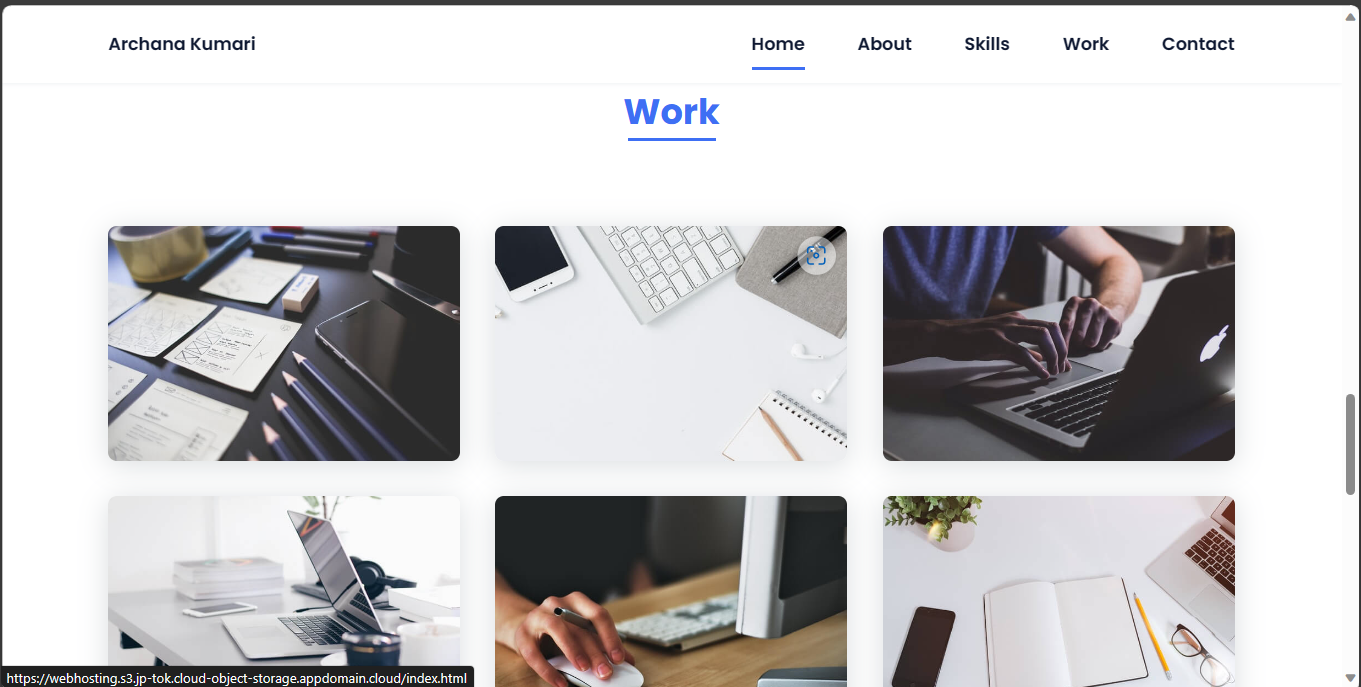 Archana Kumari
Home About Skills Work Contact
Work
https://webhosting.s3.jp-tok.cloud-object-storage.appdomain.cloud/index.html